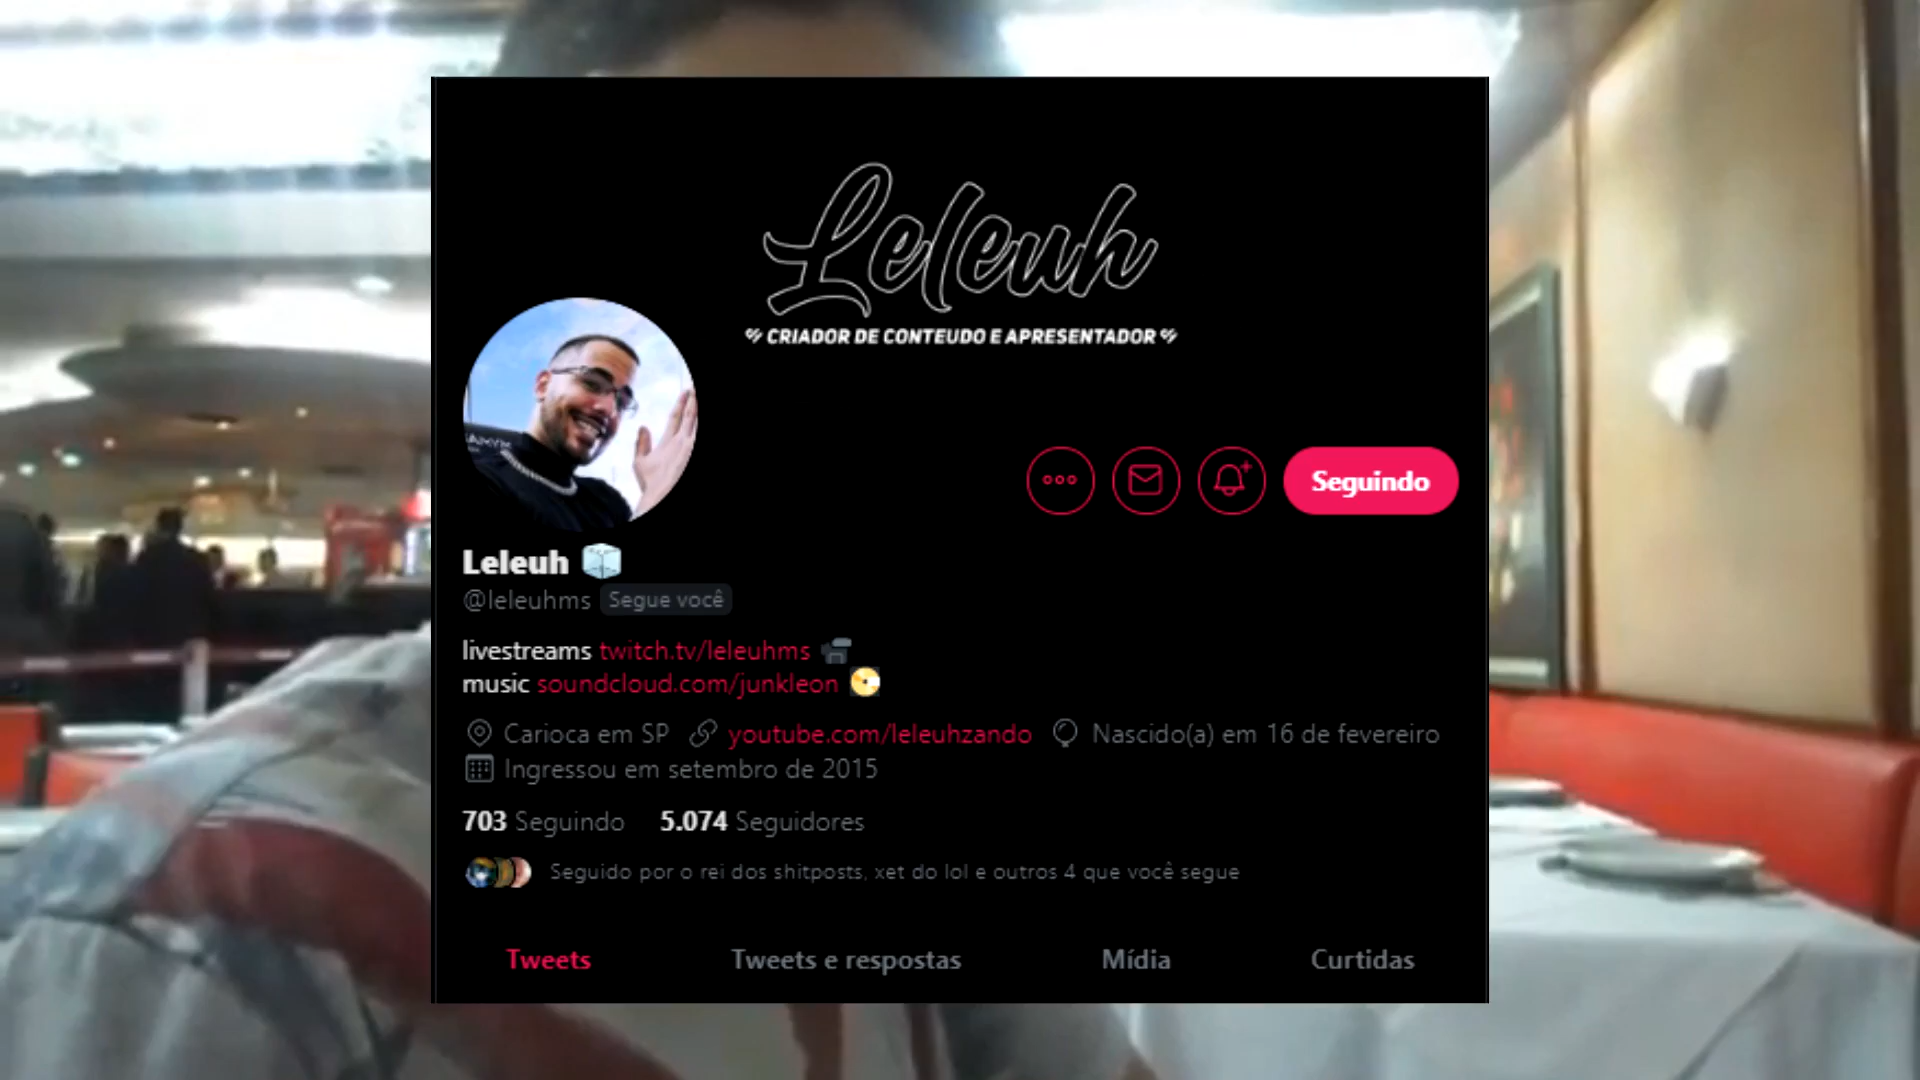 Leleuh
CRIADOR DE CONTEUDO E APRESENTADOR
Seguindo
Leleuh
@leleuhms Segue você
livestreams twitch.tv/leleuhms
music soundcloud.com/junkleon
Carioca em SP youtube.com/leleuhzando Nascido(a) em 16 de fevereiro
Ingressou em setembro de 2015
703 Seguindo 5.074 Seguidores
Seguido por o rei dos shitposts, xet do lol e outros 4 que você segue
Tweets Tweets e respostas Mídia Curtidas